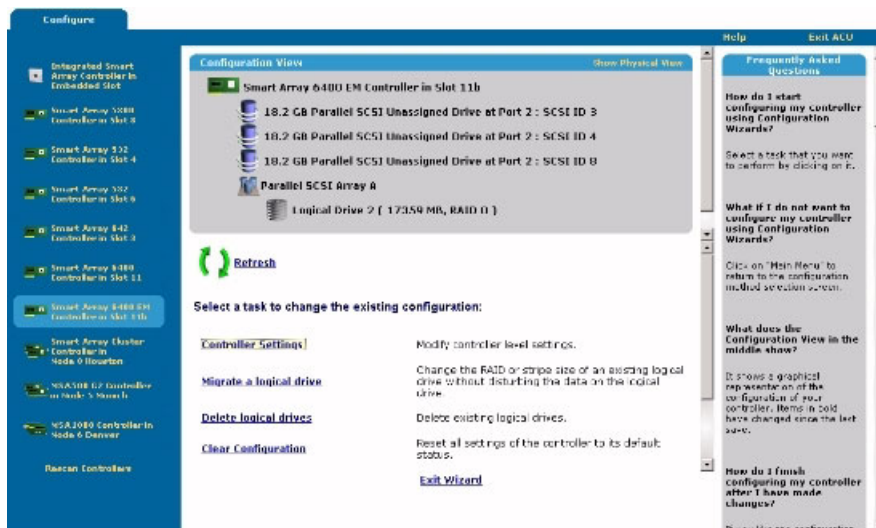 Configure
Help
Exit ACU
Integrated Smart
Array Controller in
Embedded Slot
Smart Array
Controller in Slot
Smart Array 532
Controller in Slot 4
Smart Array 532
Controller in Slot 6
Smart Array 642
Controller in Slot 3
Smart Array 6400
Controller in Slot 11
Smart Array 6400 EM
Controller in Slot 11b
Smart Array Cluster
Controller in
Node 0 Houston
MSA500 G2 Controller
in Node 5 Munich
MSA1000 Controller in
Node 6 Denver
Rescan Controllers
Configuration View
Show Physical View
Smart Array 6400 EM Controller in Slot 11b
18.2 GB Parallel SCSI Unassigned Drive at Port 2 : SCSI ID 3
18.2 GB Parallel SCSI Unassigned Drive at Port 2 : SCSI ID 4
18.2 GB Parallel SCSI Unassigned Drive at Port 2 : SCSI ID 8
Parallel SCSI Array A
Logical Drive 2 ( 17359 MB, RAID 0 )
Refresh
Select a task to change the existing configuration:
Controller Settings
Modify controller level settings.
Migrate a logical drive
Change the RAID or stripe size of an existing logical
drive without disturbing the data on the logical
drive.
Delete logical drives
Delete existing logical drives.
Clear Configuration
Reset all settings of the controller to its default
status.
Exit Wizard
Frequently Asked
Questions
How do I start
configuring my controller
using Configuration
Wizards?
Select a task that you want
to perform by clicking on it.
What if I do not want to
configure my controller
using Configuration
Wizards?
Click on "Main Menu" to
return to the configuration
method selection screen.
What does the
Configuration View in the
middle show?
It shows a graphical
representation of the
configuration of your
controller. Items in bold
have changed since the last
save.
How do I finish
configuring my controller
after I have made
changes?